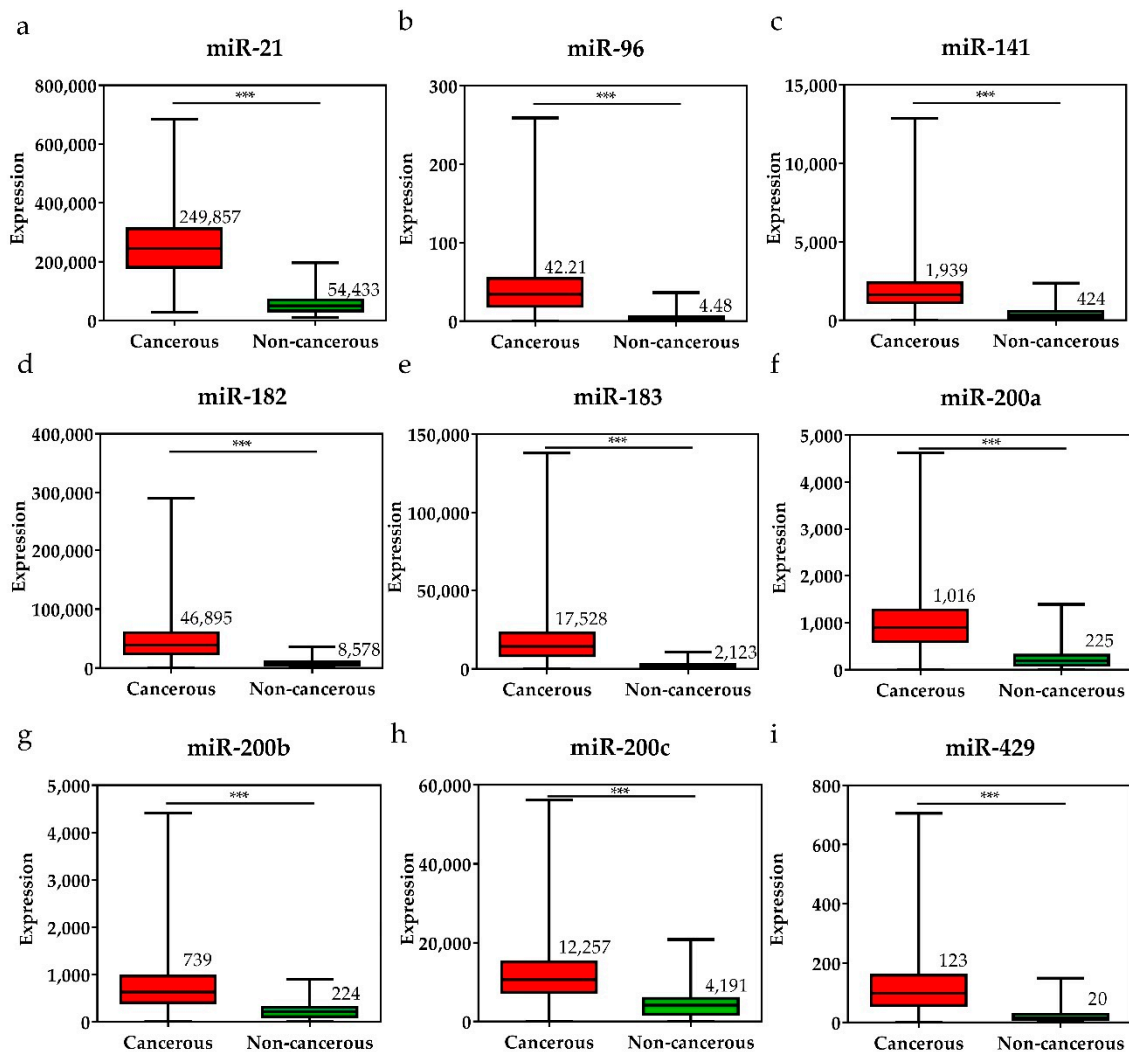 a
miR-21
800,000
600,000
400,000
200,000
0
Expression
***
249,857
54,433
Cancerous Non-cancerous
b
miR-96
300
200
100
0
Expression
***
42.21
4.48
Cancerous Non-cancerous
c
miR-141
15,000
10,000
5,000
0
Expression
***
1,939
424
Cancerous Non-cancerous
d
miR-182
400,000
300,000
200,000
100,000
0
Expression
***
46,895
8,578
Cancerous Non-cancerous
e
miR-183
150,000
100,000
50,000
0
Expression
***
17,528
2,123
Cancerous Non-cancerous
f
miR-200a
5,000
4,000
3,000
2,000
1,000
0
Expression
***
1,016
225
Cancerous Non-cancerous
g
miR-200b
5,000
4,000
3,000
2,000
1,000
0
Expression
***
739
224
Cancerous Non-cancerous
h
miR-200c
60,000
40,000
20,000
0
Expression
***
12,257
4,191
Cancerous Non-cancerous
i
miR-429
800
600
400
200
0
Expression
***
123
20
Cancerous Non-cancerous